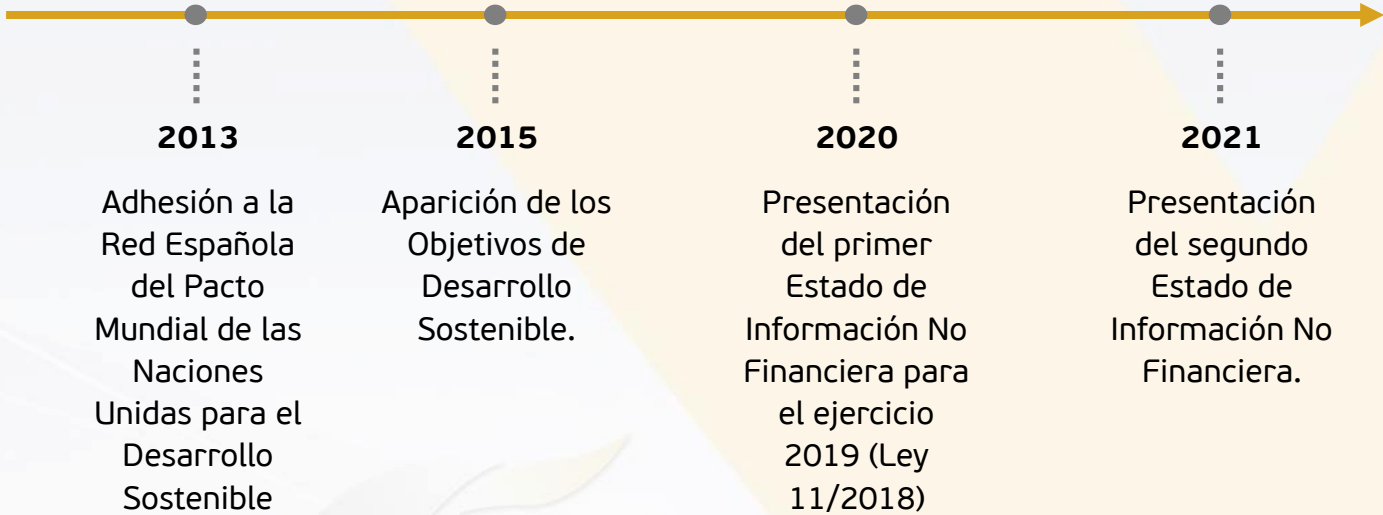 2013
Adhesión a la
Red Española
del Pacto
Mundial de las
Naciones
Unidas para el
Desarrollo
Sostenible
2015
Aparición de los
Objetivos de
Desarrollo
Sostenible.
2020
Presentación
del primer
Estado de
Información No
Financiera para
el ejercicio
2019 (Ley
11/2018)
2021
Presentación
del segundo
Estado de
Información No
Financiera.